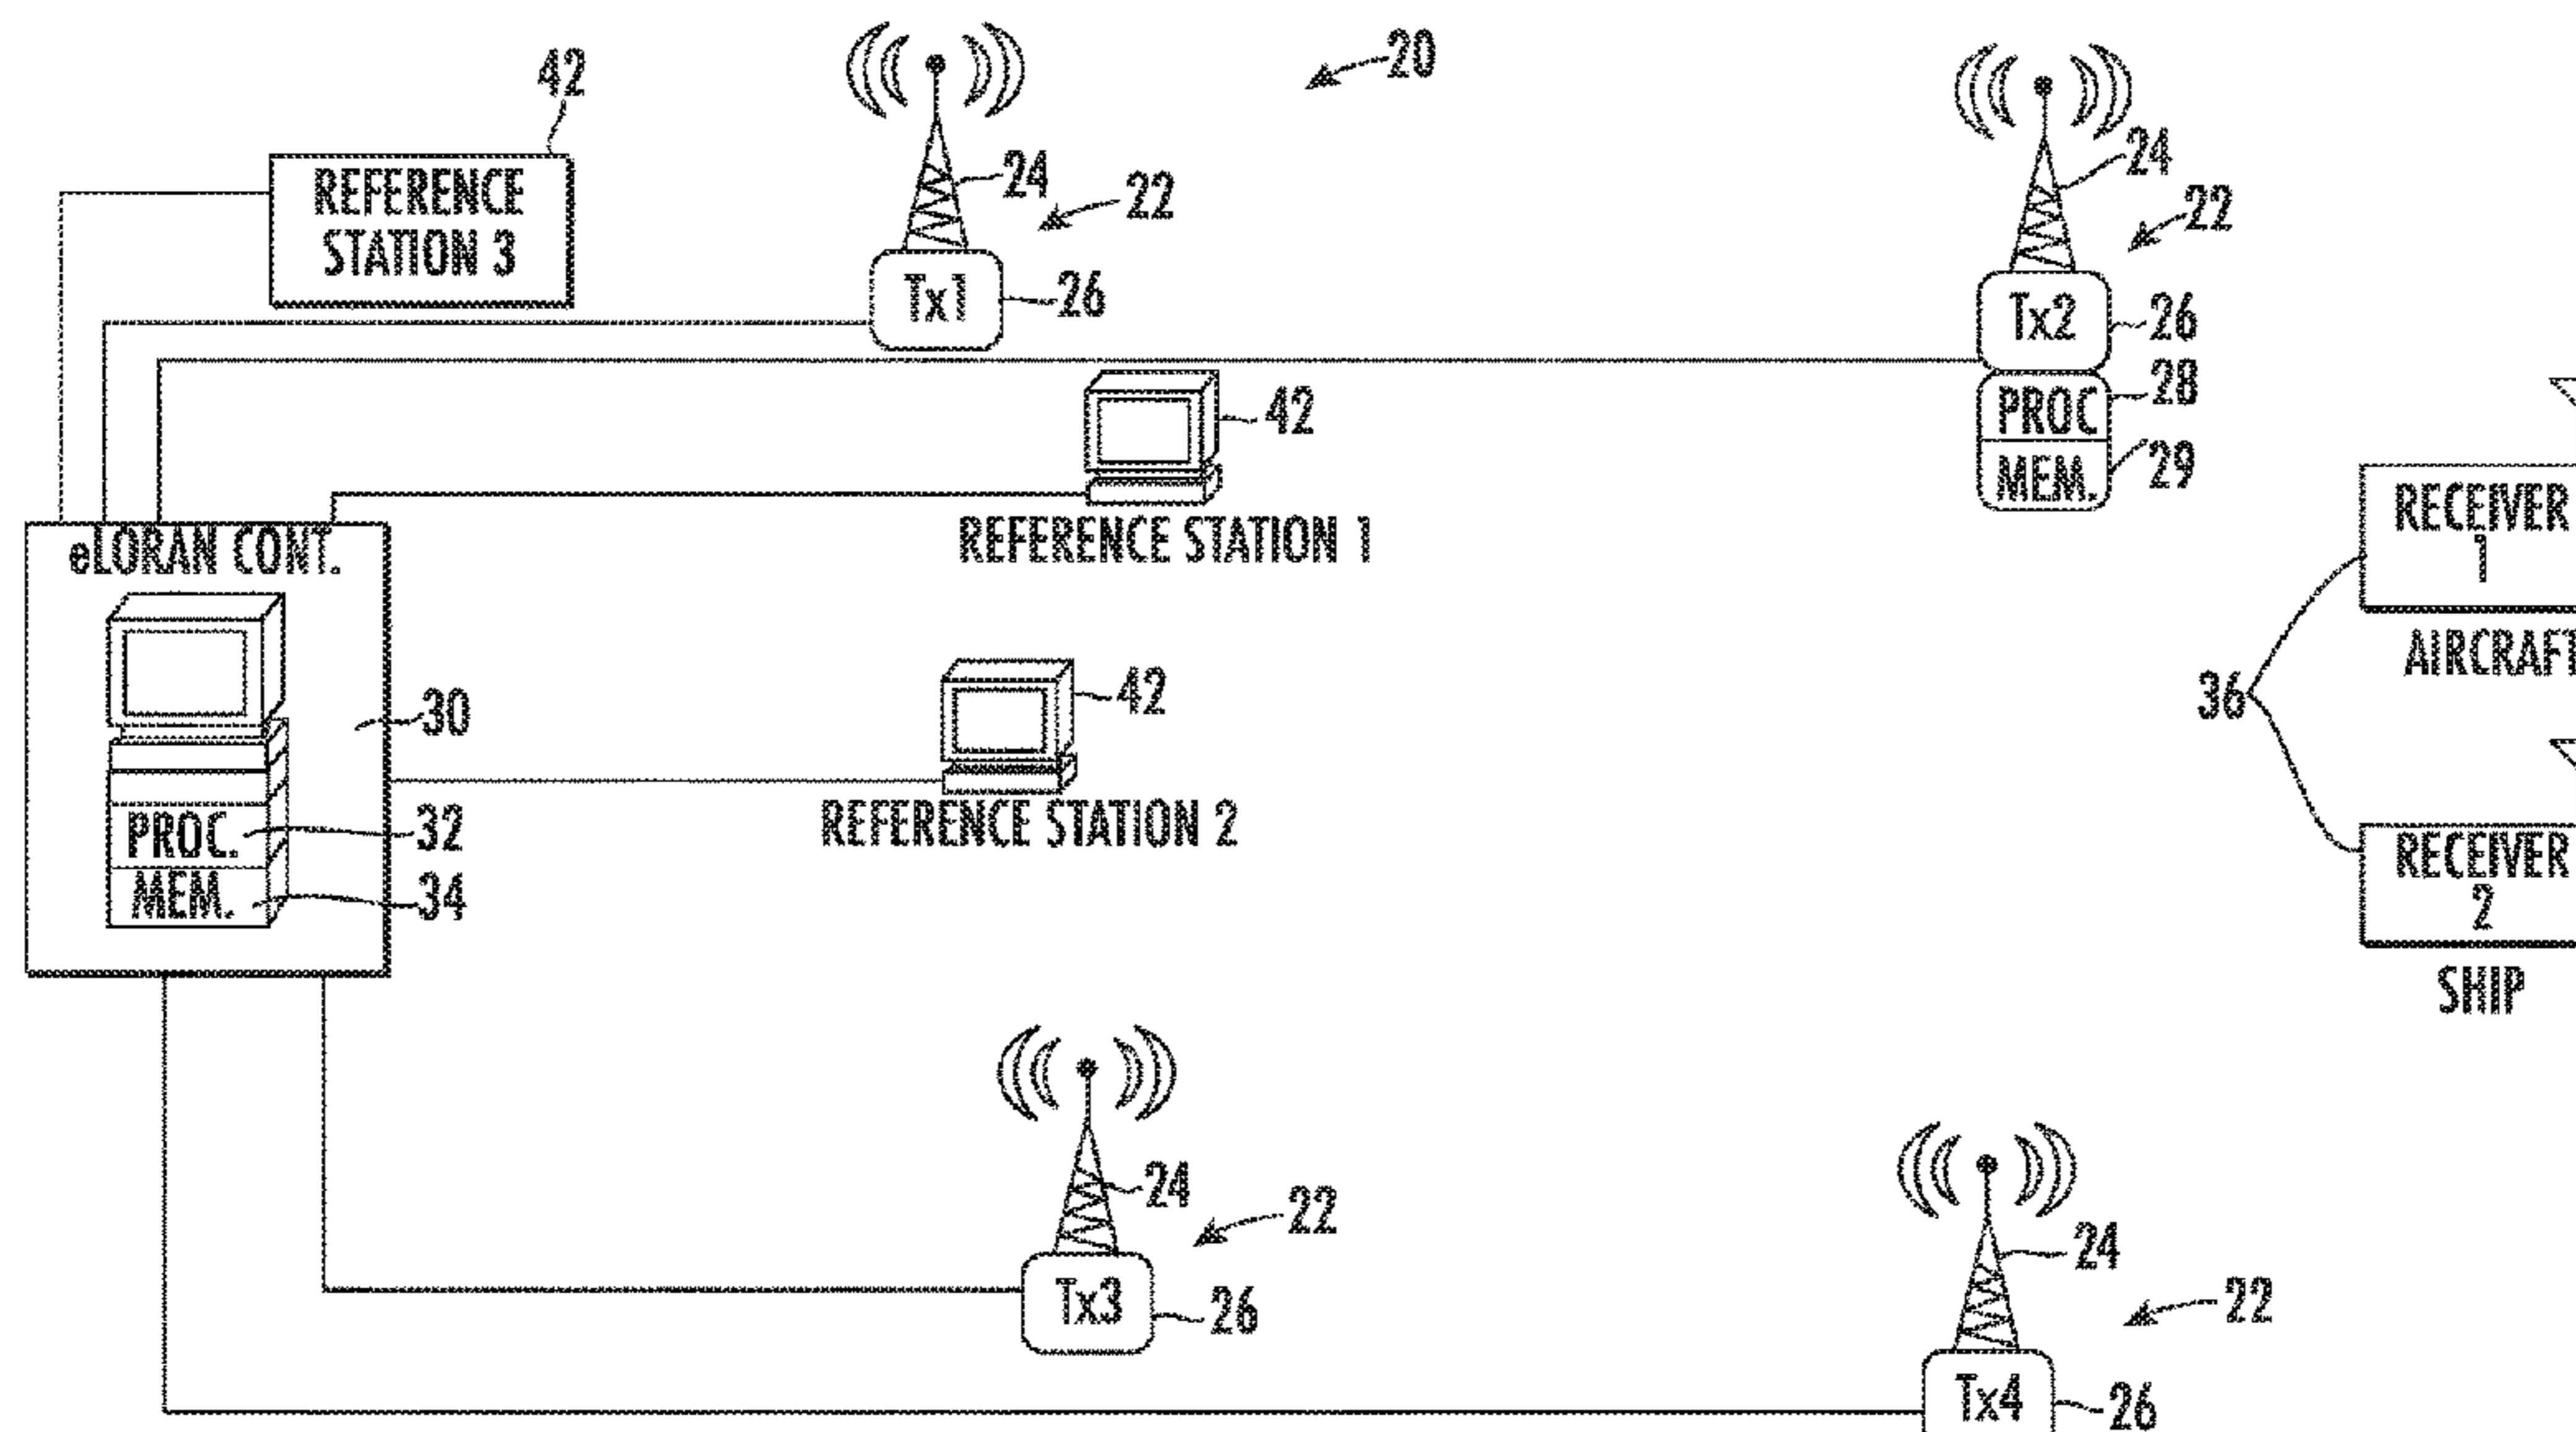 42
20
REFERENCE
STATION 3
24
22
Tx1
26
24
22
Tx2
26
PROC
28
MEM.
29
42
REFERENCE STATION 1
eLORAN CONT.
30
PROC.
32
MEM.
34
42
REFERENCE STATION 2
36
RECEIVER
1
AIRCRAFT
RECEIVER
2
SHIP
24
22
Tx3
26
24
22
Tx4
26